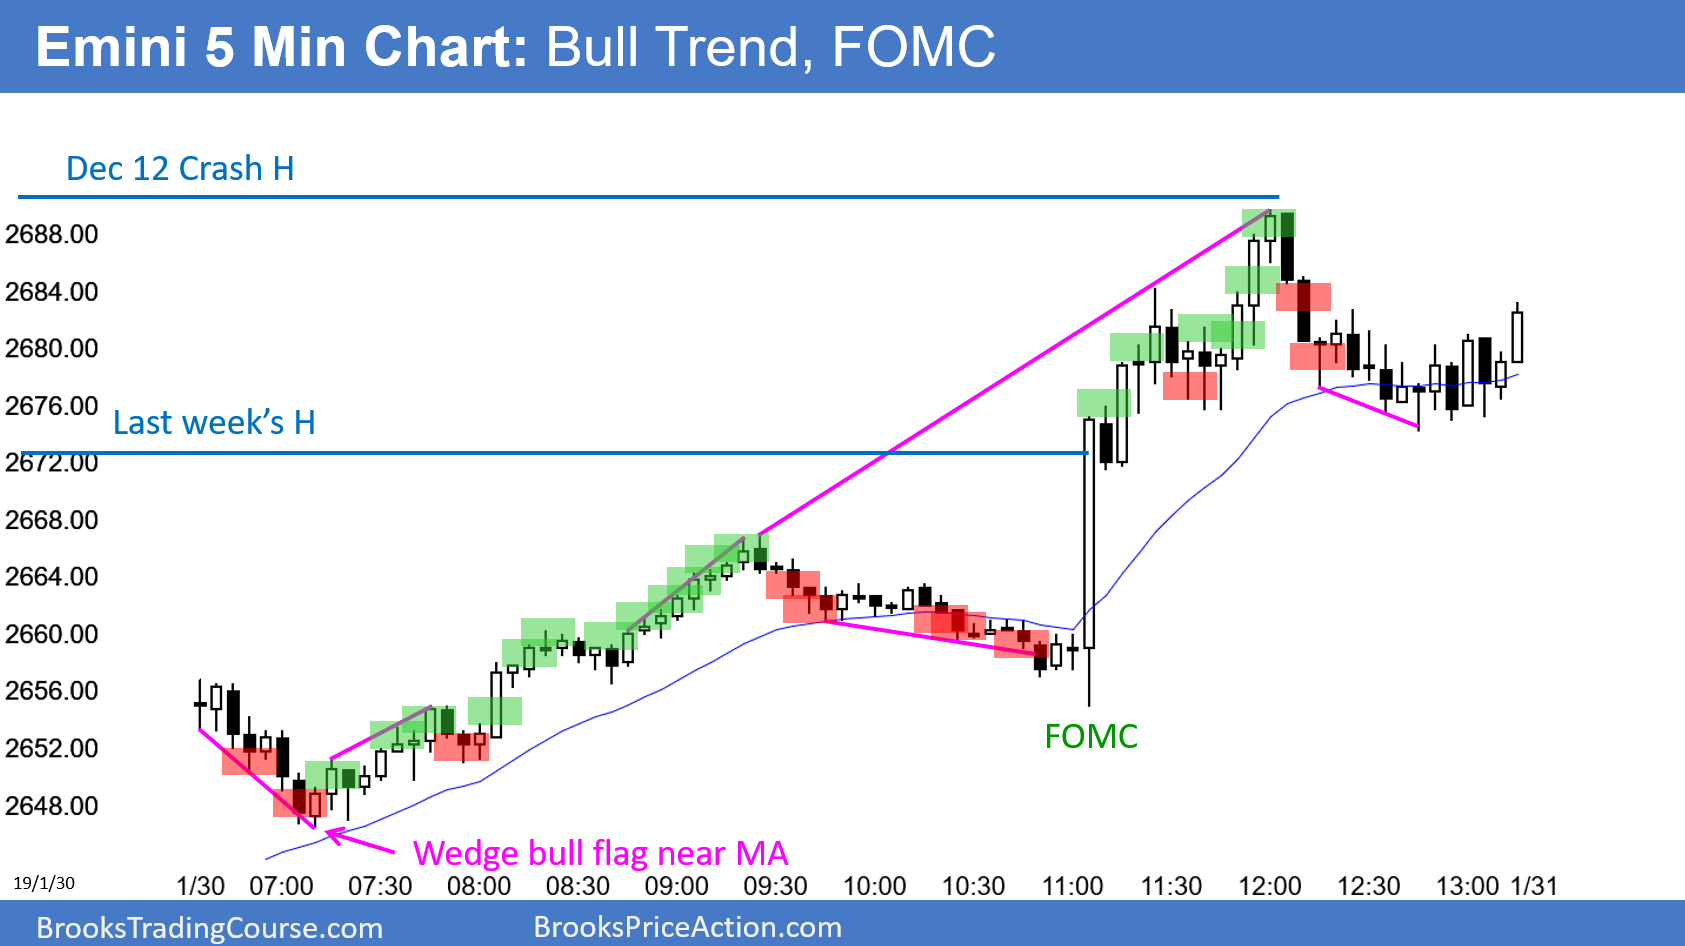 Emini 5 Min Chart: Bull Trend, FOMC
Dec 12 Crash H
2688.00
2684.00
2680.00
2676.00
Last week's H
2672.00
2668.00
2664.00
2660.00
2656.00
FOMC
2652.00
2648.00
Wedge bull flag near MA
19/1/30
1/30 07:00 07:30 08:00 08:30 09:00 09:30 10:00 10:30 11:00 11:30 12:00 12:30 13:00 1/31
BrooksTradingCourse.com BrooksPriceAction.com